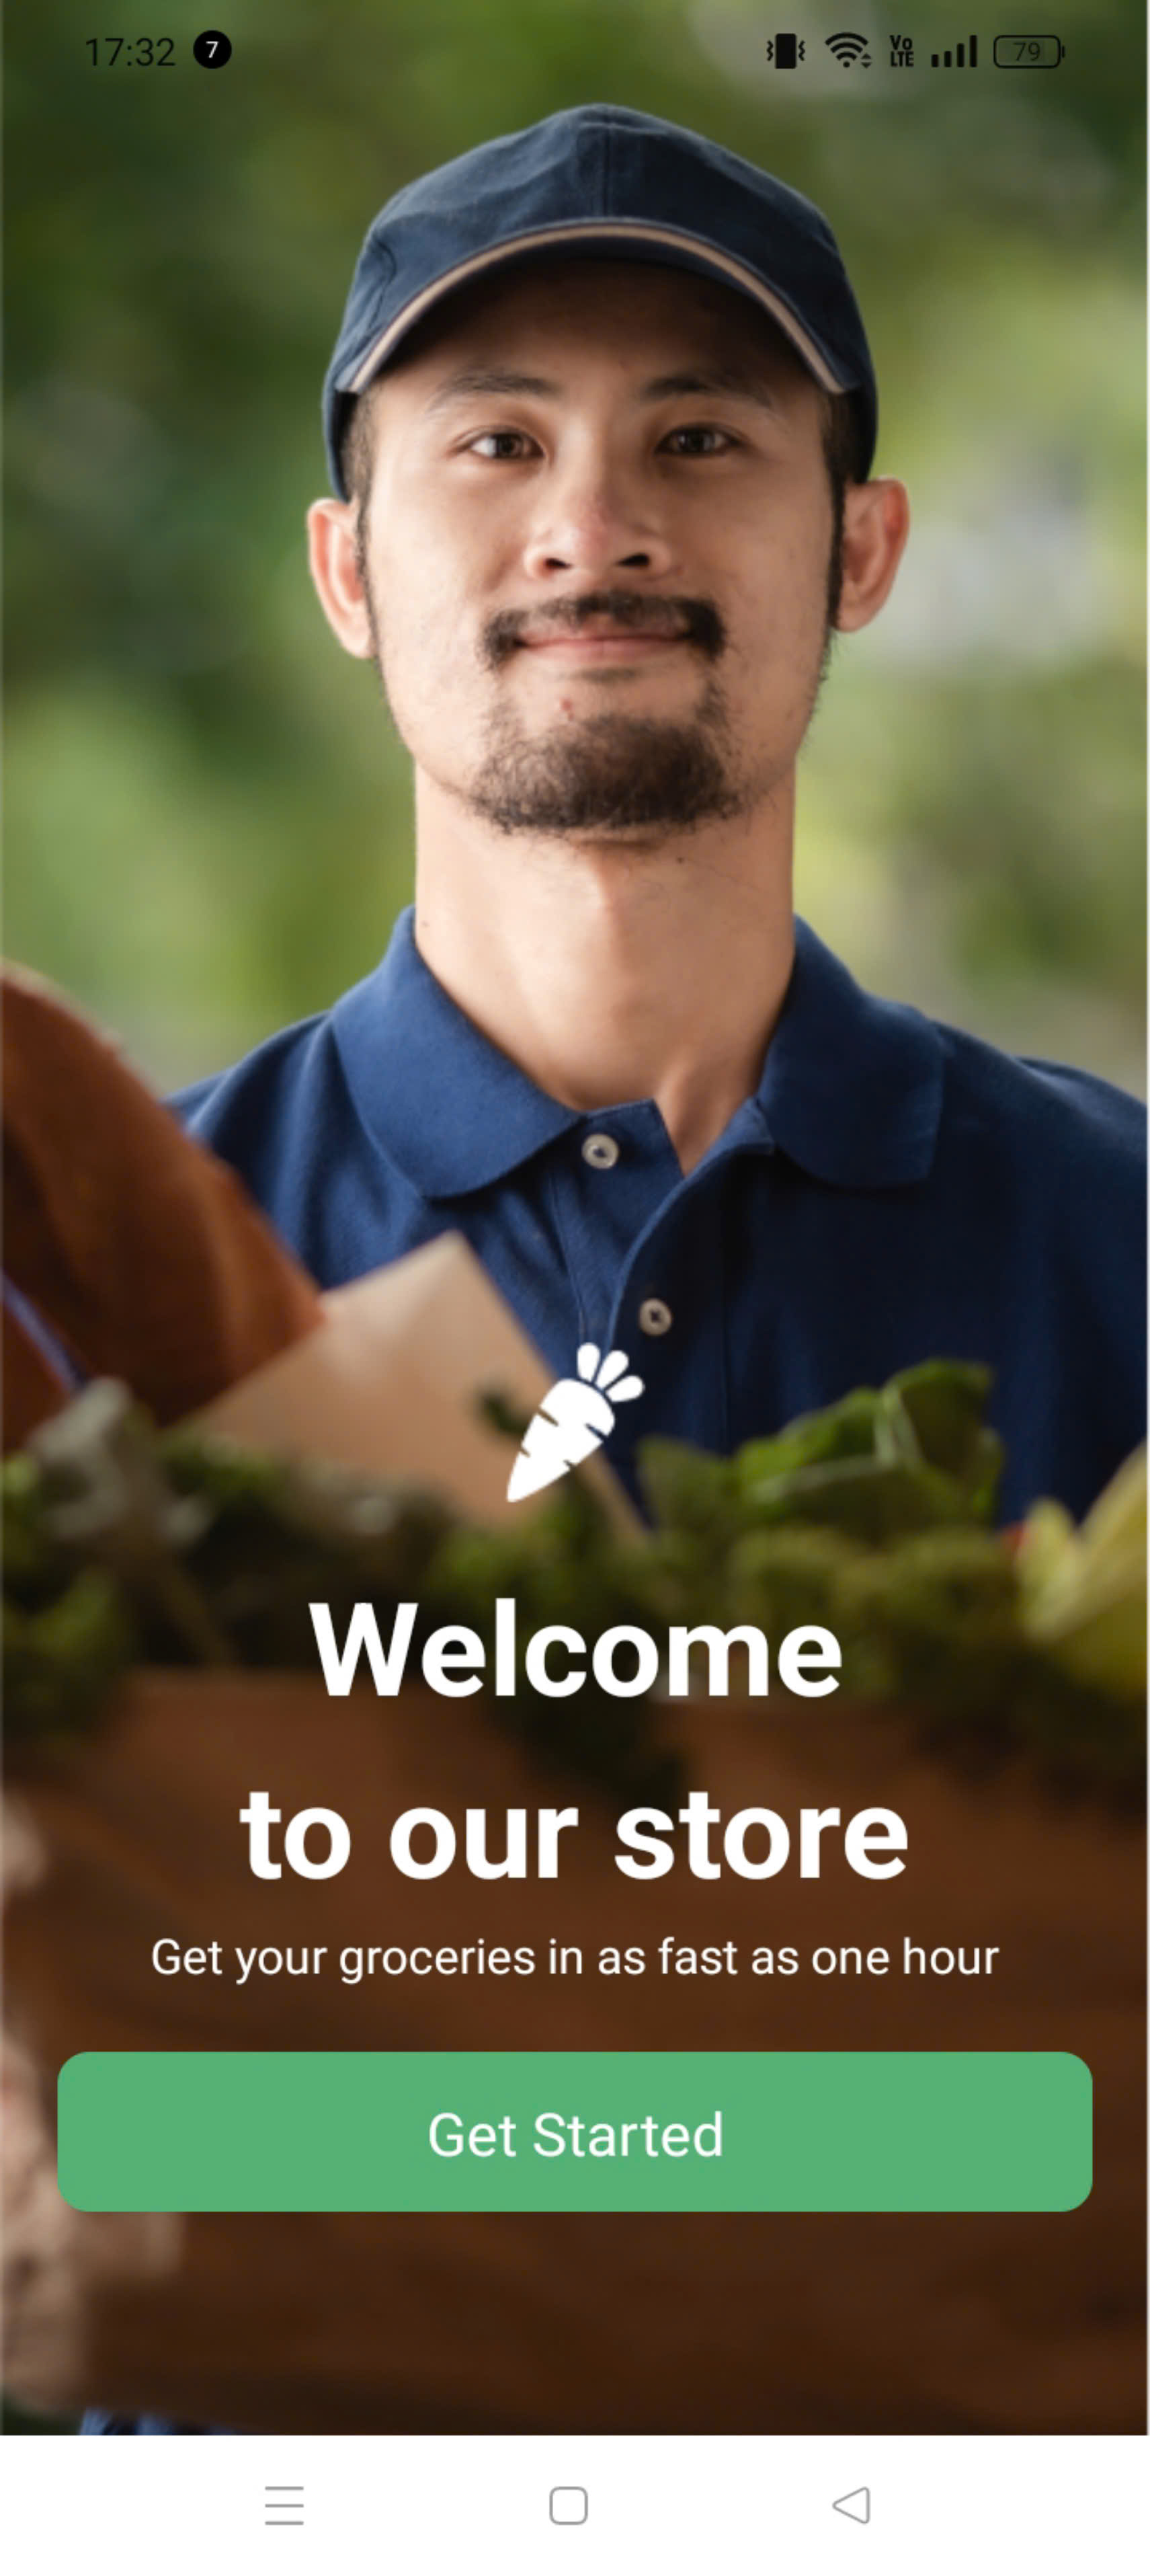 17:32 7 Vo LTE 79
Welcome
to our store
Get your groceries in as fast as one hour
Get Started